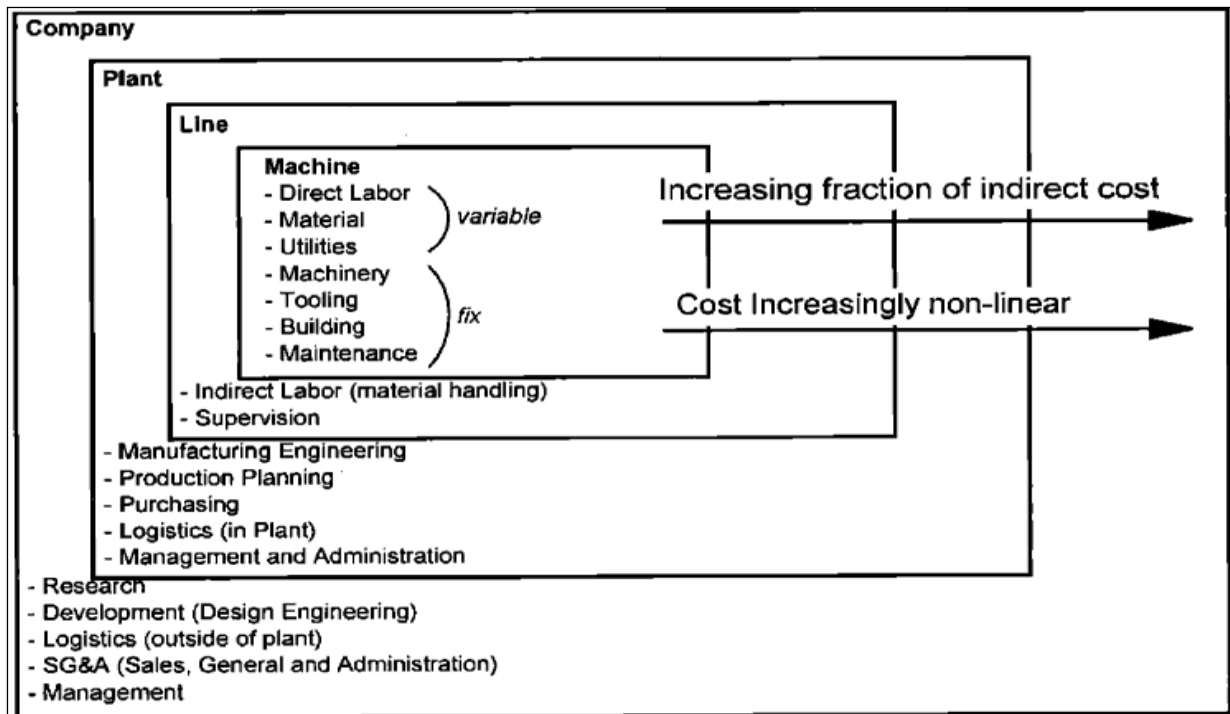 Company
Plant
Line
Machine
- Direct Labor
- Material
- Utilities
variable
- Machinery
- Tooling
- Building
- Maintenance
fix
Increasing fraction of indirect cost
Cost Increasingly non-linear
- Indirect Labor (material handling)
- Supervision
- Manufacturing Engineering
- Production Planning
- Purchasing
- Logistics (in Plant)
- Management and Administration
- Research
- Development (Design Engineering)
- Logistics (outside of plant)
- SG&A (Sales, General and Administration)
- Management